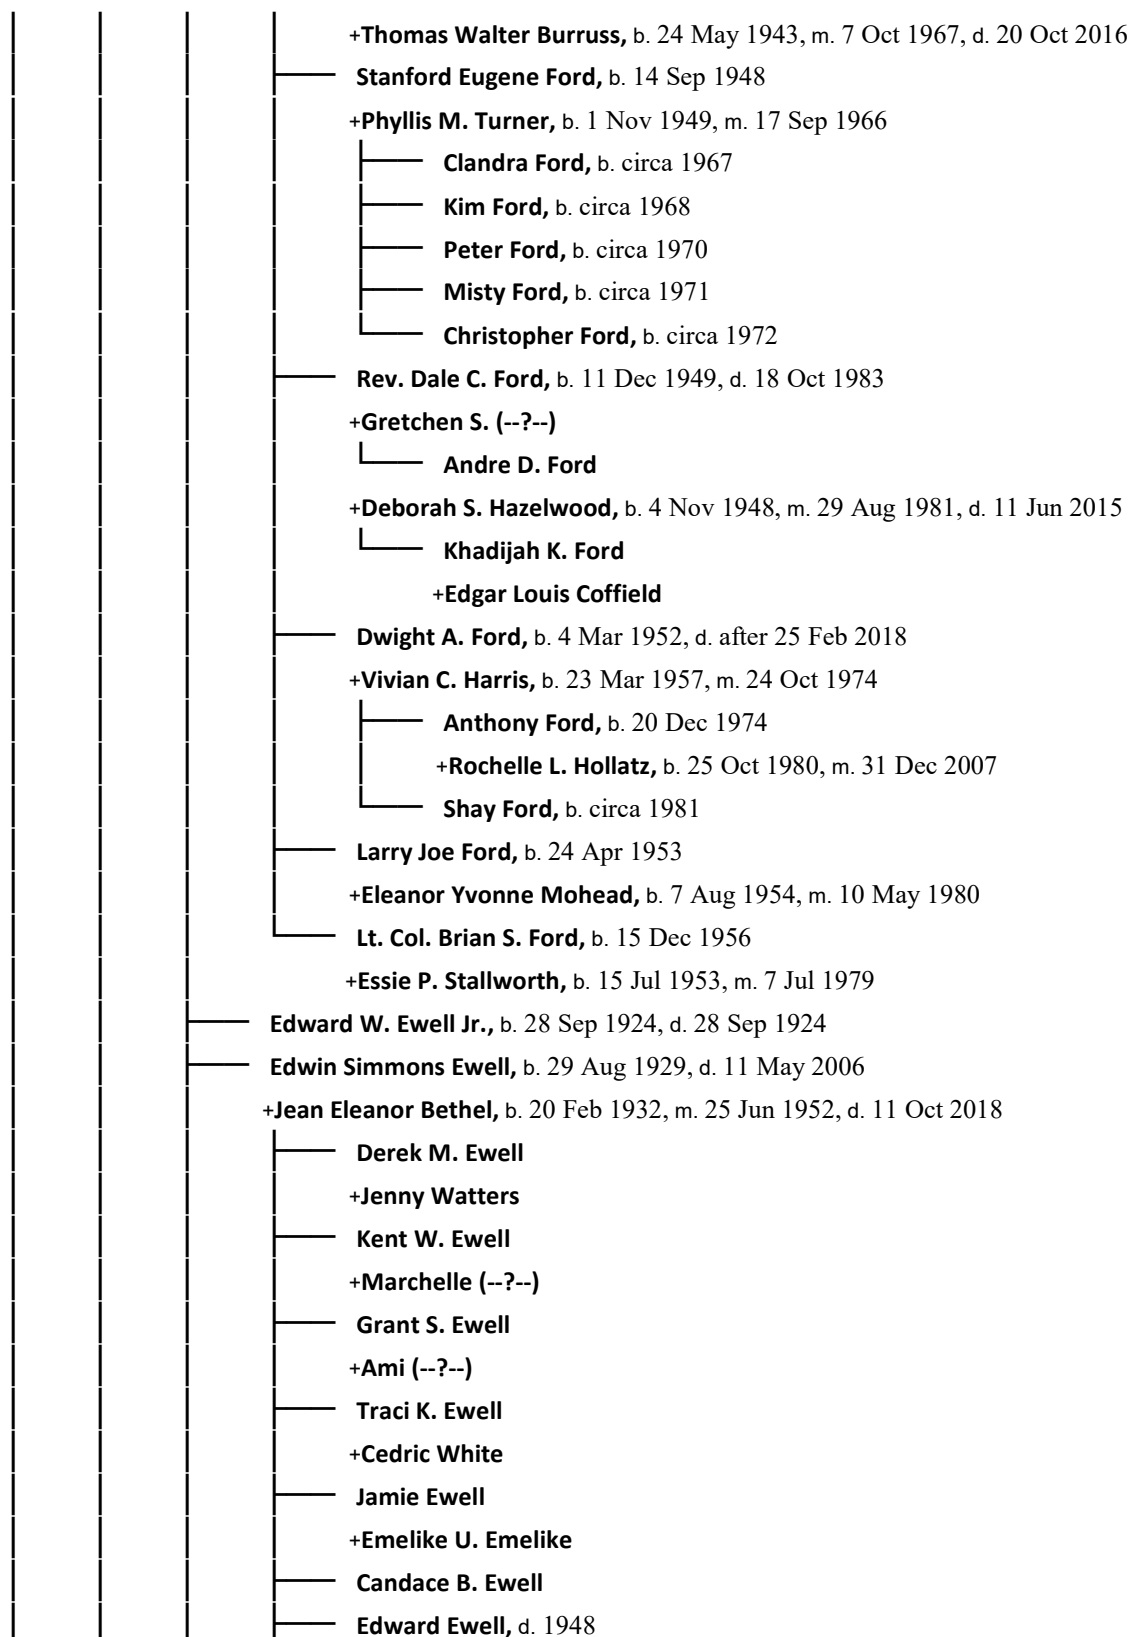 +Thomas Walter Burruss, b. 24 May 1943, m. 7 Oct 1967, d. 20 Oct 2016
Stanford Eugene Ford, b. 14 Sep 1948
+Phyllis M. Turner, b. 1 Nov 1949, m. 17 Sep 1966
Clandra Ford, b. circa 1967
Kim Ford, b. circa 1968
Peter Ford, b. circa 1970
Misty Ford, b. circa 1971
Christopher Ford, b. circa 1972
Rev. Dale C. Ford, b. 11 Dec 1949, d. 18 Oct 1983
+Gretchen S. (--?--)
Andre D. Ford
+Deborah S. Hazelwood, b. 4 Nov 1948, m. 29 Aug 1981, d. 11 Jun 2015
Khadijah K. Ford
+Edgar Louis Coffield
Dwight A. Ford, b. 4 Mar 1952, d. after 25 Feb 2018
+Vivian C. Harris, b. 23 Mar 1957, m. 24 Oct 1974
Anthony Ford, b. 20 Dec 1974
+Rochelle L. Hollatz, b. 25 Oct 1980, m. 31 Dec 2007
Shay Ford, b. circa 1981
Larry Joe Ford, b. 24 Apr 1953
+Eleanor Yvonne Mohead, b. 7 Aug 1954, m. 10 May 1980
Lt. Col. Brian S. Ford, b. 15 Dec 1956
+Essie P. Stallworth, b. 15 Jul 1953, m. 7 Jul 1979
Edward W. Ewell Jr., b. 28 Sep 1924, d. 28 Sep 1924
Edwin Simmons Ewell, b. 29 Aug 1929, d. 11 May 2006
+Jean Eleanor Bethel, b. 20 Feb 1932, m. 25 Jun 1952, d. 11 Oct 2018
Derek M. Ewell
+Jenny Watters
Kent W. Ewell
+Marchelle (--?--)
Grant S. Ewell
+Ami (--?--)
Traci K. Ewell
+Cedric White
Jamie Ewell
+Emelike U. Emelike
Candace B. Ewell
Edward Ewell, d. 1948